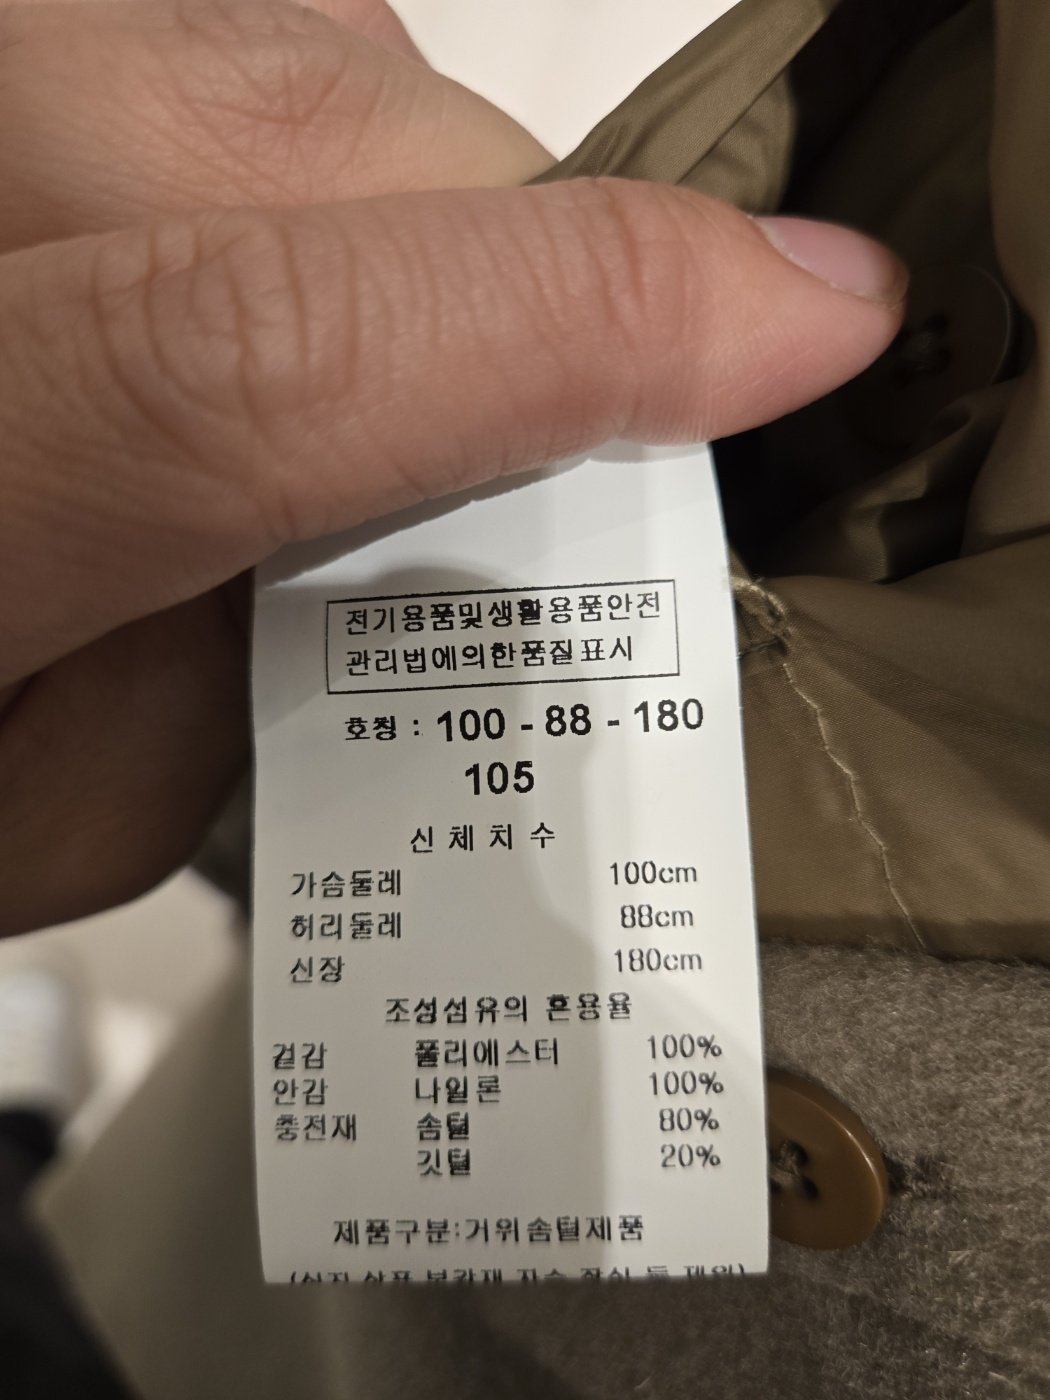 전기용품및생활용품안전
관리법에의한품질표시
호칭 : 100 - 88 - 180
105
신 체 치 수
가슴둘레 100cm
허리둘레 88cm
신장 180cm
조성섬유의 혼용율
겉감 폴리에스터 100%
안감 나일론 100%
충전재 솜털 80%
깃털 20%
제품구분:거위솜털제품